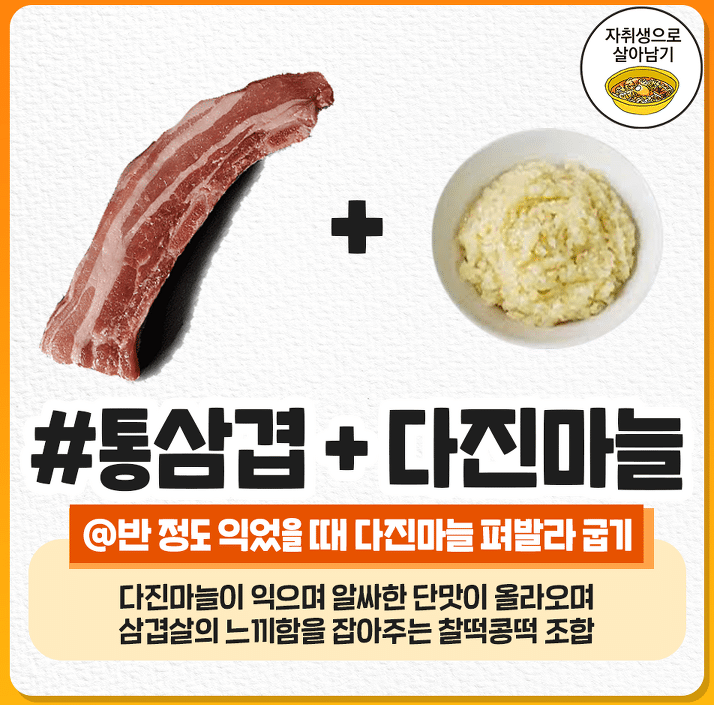 자취생으로
살아남기
+
#통삼겹 + 다진마늘
@반 정도 익었을 때 다진마늘 펴발라 굽기
다진마늘이 익으며 알싸한 단맛이 올라오며
삼겹살의 느끼함을 잡아주는 찰떡콩떡 조합